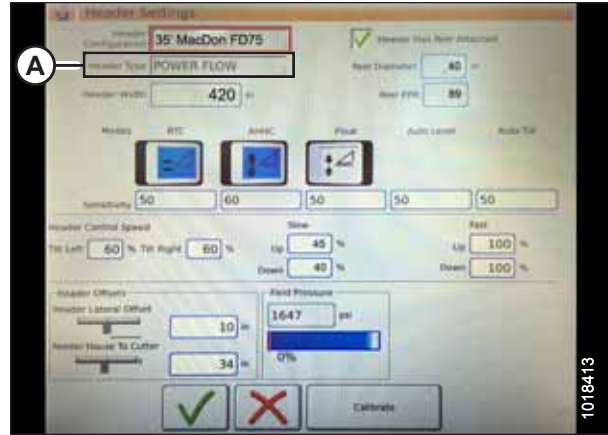 Header Settings
Header Configuration 35' MacDon FD75
Header Has Reel Attached
A
Header Type POWER FLOW
Reel Diameter 40 in
Header Width 420 in
Reel PPR 89
Modes RTC AHHC Float Auto Level Auto Tilt
Sensitivity 50 60 50 50 50
Header Control Speed
Slow
Fast
Tilt Left 60 % Tilt Right 60 %
Up 45 %
Up 100 %
Down 40 %
Down 100 %
Header Offsets
Field Pressure
Header Lateral Offset
1647 psi
10 in
Feeder House To Cutter
0%
34 in
Calibrate
1018413